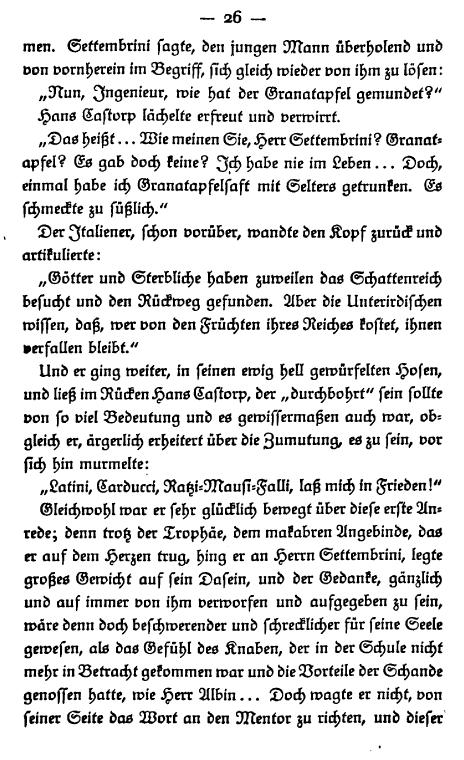 — 26 —
men. Settembrini sagte, den jungen Mann überholend und
von vornherein im Begriff, sich gleich wieder von ihm zu lösen:
„Nun, Ingenieur, wie hat der Granatapfel gemundet?“
Hans Castorp lächelte erfreut und verwirrt.
„Das heißt... Wie meinen Sie, Herr Settembrini? Granat-
apfel? Es gab doch keine? Ich habe nie im Leben... Doch,
einmal habe ich Granatapfelsaft mit Selters getrunken. Es
schmeckte zu süßlich.“
Der Italiener, schon vorüber, wandte den Kopf zurück und
artikulierte:
„Götter und Sterbliche haben zuweilen das Schattenreich
besucht und den Rückweg gefunden. Aber die Unterirdischen
wissen, daß, wer von den Früchten ihres Reiches kostet, ihnen
verfallen bleibt.“
Und er ging weiter, in seinen ewig hell gewürfelten Hosen,
und ließ im Rücken Hans Castorp, der „durchbohrt“ sein sollte
von so viel Bedeutung und es gewissermaßen auch war, ob-
gleich er, ärgerlich erheitert über die Zumutung, es zu sein, vor
sich hin murmelte:
„Latini, Carducci, Ratzi-Mausi-Falli, laß mich in Frieden!“
Gleichwohl war er sehr glücklich bewegt über diese erste An-
rede; denn trotz der Trophäe, dem makabren Angebinde, das
er auf dem Herzen trug, hing er an Herrn Settembrini, legte
großes Gewicht auf sein Dasein, und der Gedanke, gänzlich
und auf immer von ihm verworfen und aufgegeben zu sein,
wäre denn doch beschwerender und schrecklicher für seine Seele
gewesen, als das Gefühl des Knaben, der in der Schule nicht
mehr in Betracht gekommen war und die Vorteile der Schande
genossen hatte, wie Herr Albin... Doch wagte er nicht, von
seiner Seite das Wort an den Mentor zu richten, und dieser